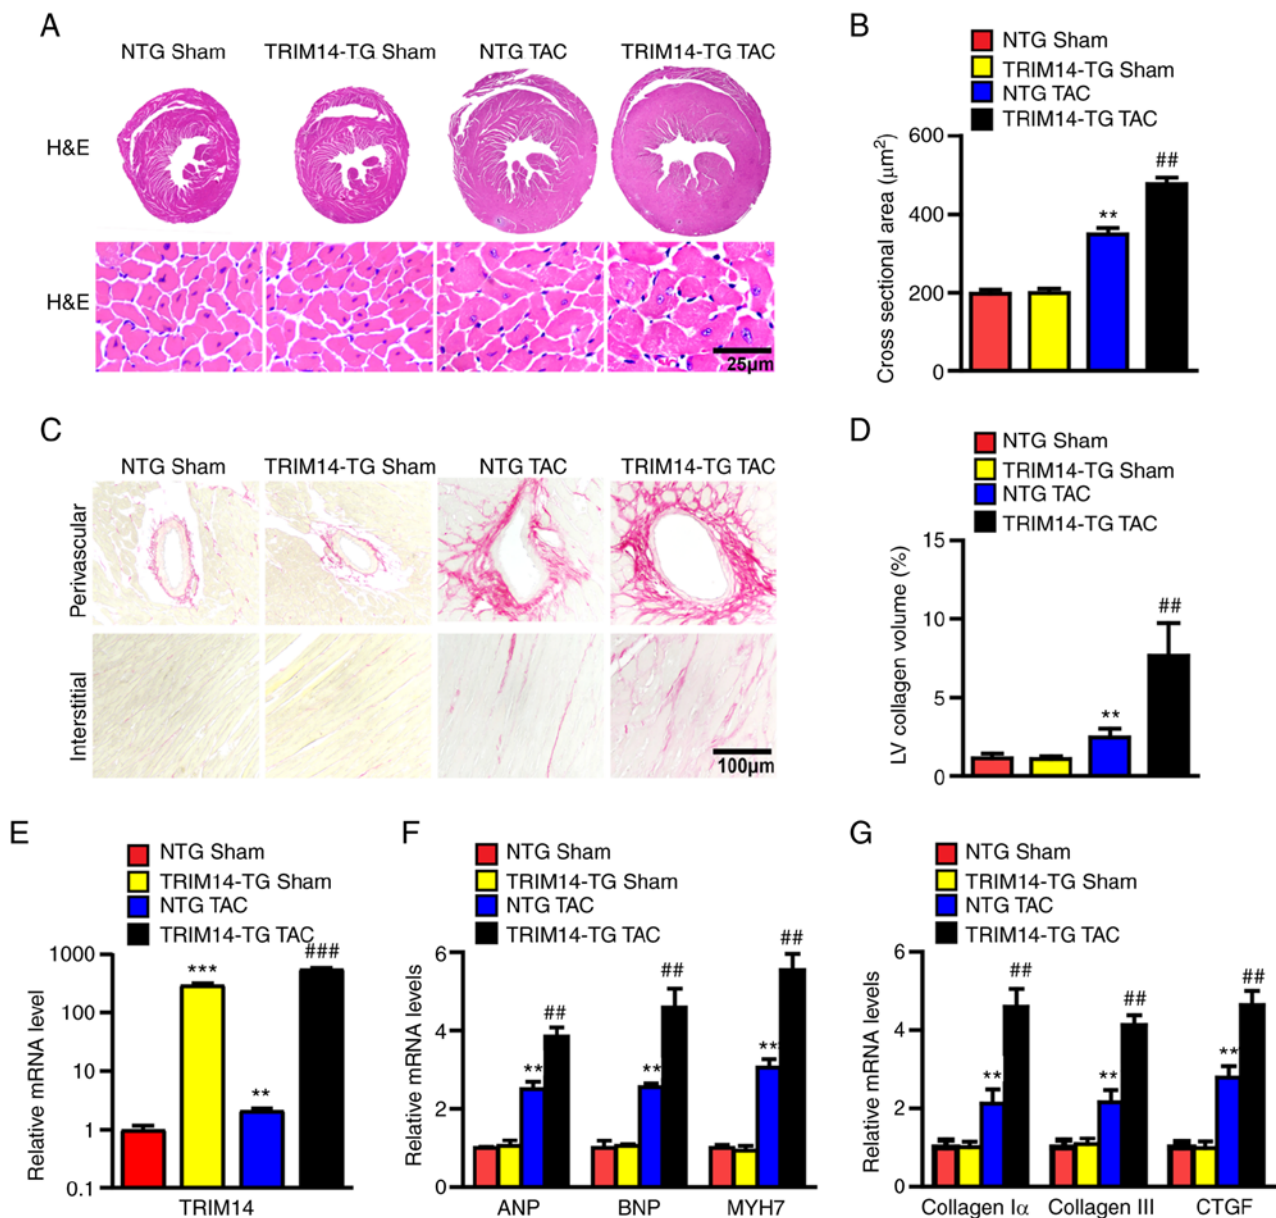 A
NTG Sham TRIM14-TG Sham NTG TAC TRIM14-TG TAC
H&E
H&E
25μm
B
NTG Sham
TRIM14-TG Sham
NTG TAC
TRIM14-TG TAC
Cross sectional area (μm²)
600
400
200
0
**
##
C
NTG Sham TRIM14-TG Sham NTG TAC TRIM14-TG TAC
Perivascular
Interstitial
100μm
D
NTG Sham
TRIM14-TG Sham
NTG TAC
TRIM14-TG TAC
LV collagen volume (%)
15
10
5
0
**
##
E
NTG Sham
TRIM14-TG Sham
NTG TAC
TRIM14-TG TAC
Relative mRNA level
1000
100
10
1
0.1
***
**
###
TRIM14
F
NTG Sham
TRIM14-TG Sham
NTG TAC
TRIM14-TG TAC
Relative mRNA levels
6
4
2
0
**
##
**
##
**
##
ANP BNP MYH7
G
NTG Sham
TRIM14-TG Sham
NTG TAC
TRIM14-TG TAC
Relative mRNA levels
6
4
2
0
**
##
**
##
**
##
Collagen Iα Collagen III CTGF